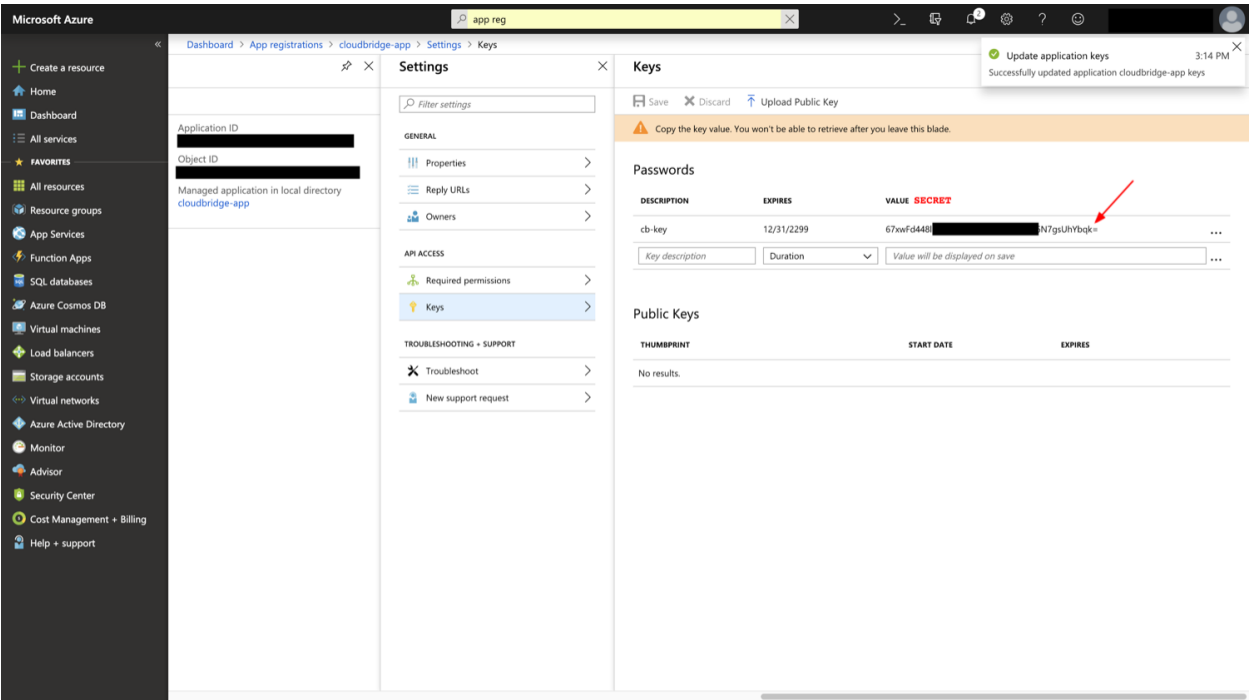 Microsoft Azure
app reg
2
Dashboard > App registrations > cloudbridge-app > Settings > Keys
Update application keys 3:14 PM
Successfully updated application cloudbridge-app keys
«
Create a resource
Home
Dashboard
All services
FAVORITES
All resources
Resource groups
App Services
Function Apps
SQL databases
Azure Cosmos DB
Virtual machines
Load balancers
Storage accounts
Virtual networks
Azure Active Directory
Monitor
Advisor
Security Center
Cost Management + Billing
Help + support
Application ID
Object ID
Managed application in local directory
cloudbridge-app
Settings
Filter settings
GENERAL
Properties
Reply URLs
Owners
API ACCESS
Required permissions
Keys
TROUBLESHOOTING + SUPPORT
Troubleshoot
New support request
Keys
Save Discard Upload Public Key
Copy the key value. You won't be able to retrieve after you leave this blade.
Passwords
DESCRIPTION EXPIRES VALUE SECRET
cb-key 12/31/2299 67xwFd448 N7gsUhYbqk= ...
Key description Duration Value will be displayed on save ...
Public Keys
THUMBPRINT START DATE EXPIRES
No results.